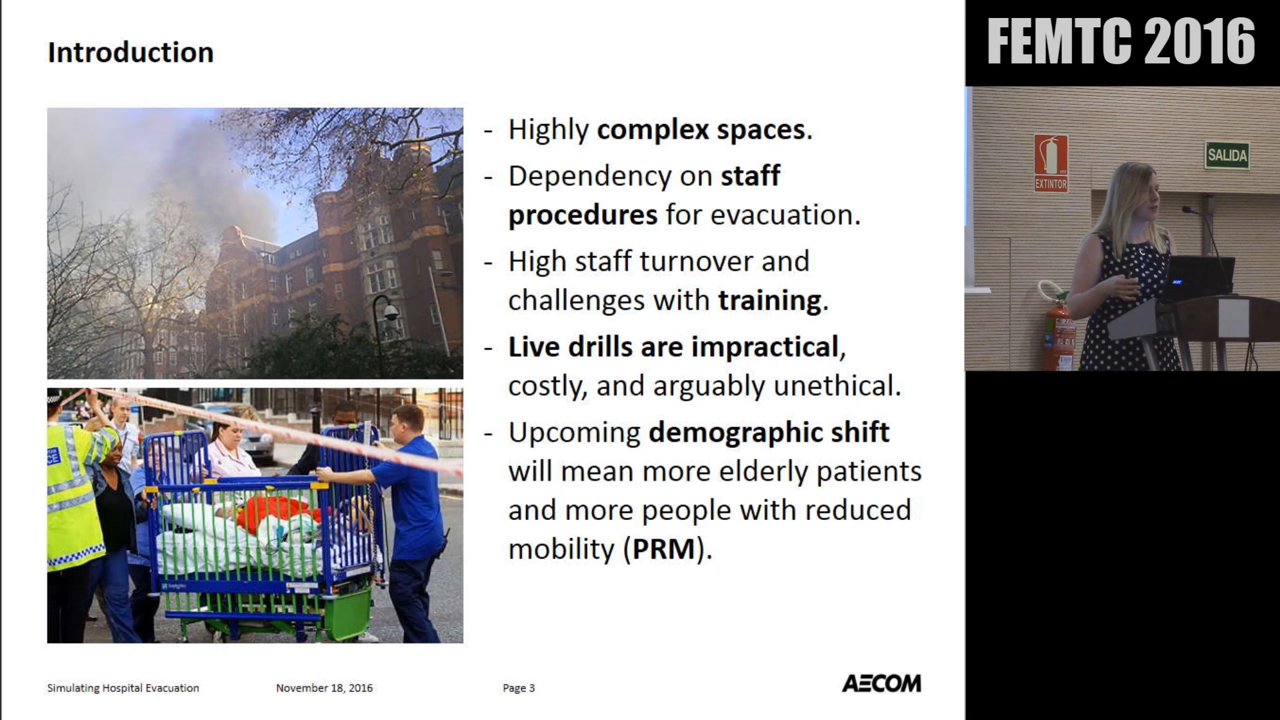 Introduction
- Highly complex spaces.
- Dependency on staff
procedures for evacuation.
- High staff turnover and
challenges with training.
- Live drills are impractical,
costly, and arguably unethical.
- Upcoming demographic shift
will mean more elderly patients
and more people with reduced
mobility (PRM).
Simulating Hospital Evacuation
November 18, 2016
Page 3
AECOM
FEMTC 2016
EXTINTOR
SALIDA